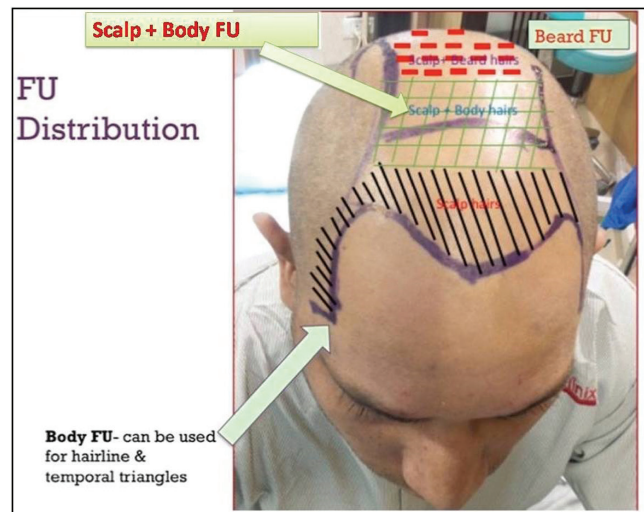 Scalp + Body FU
Beard FU
Scalp+ Beard hairs
FU
Distribution
Scalp + Body hairs
Scalp hairs
Body FU- can be used
for hairline &
temporal triangles